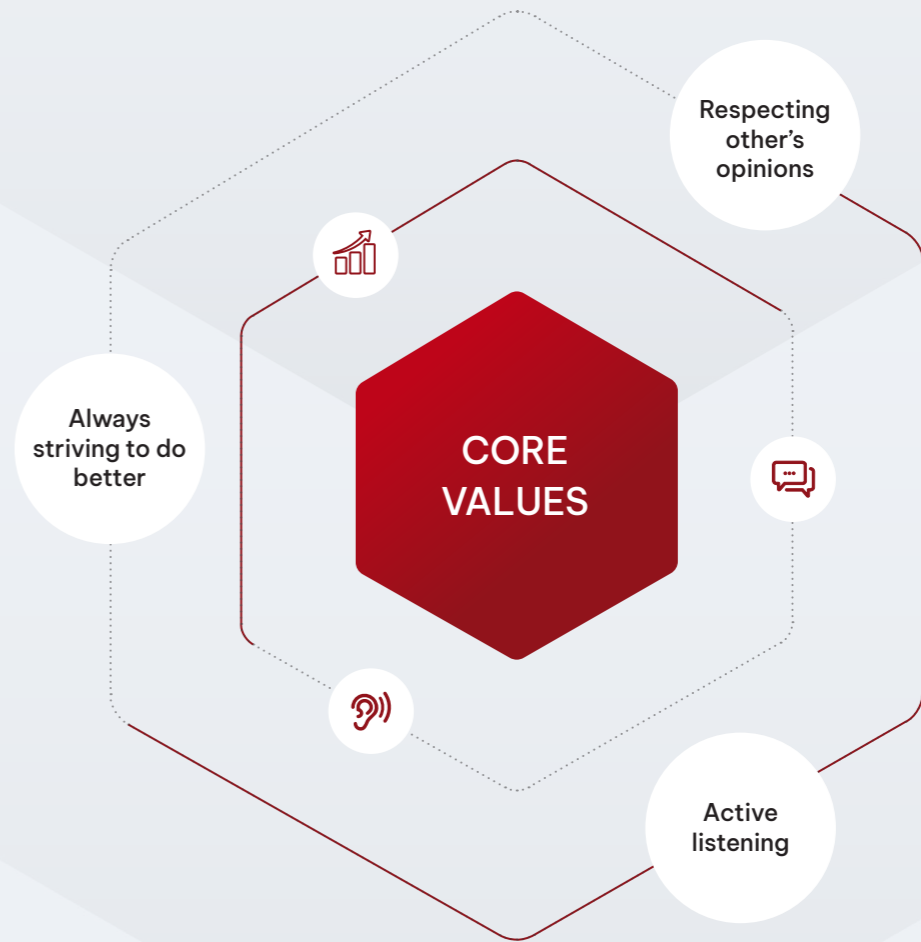 Respecting
other’s
opinions
Always
striving to do
better
CORE
VALUES
Active
listening